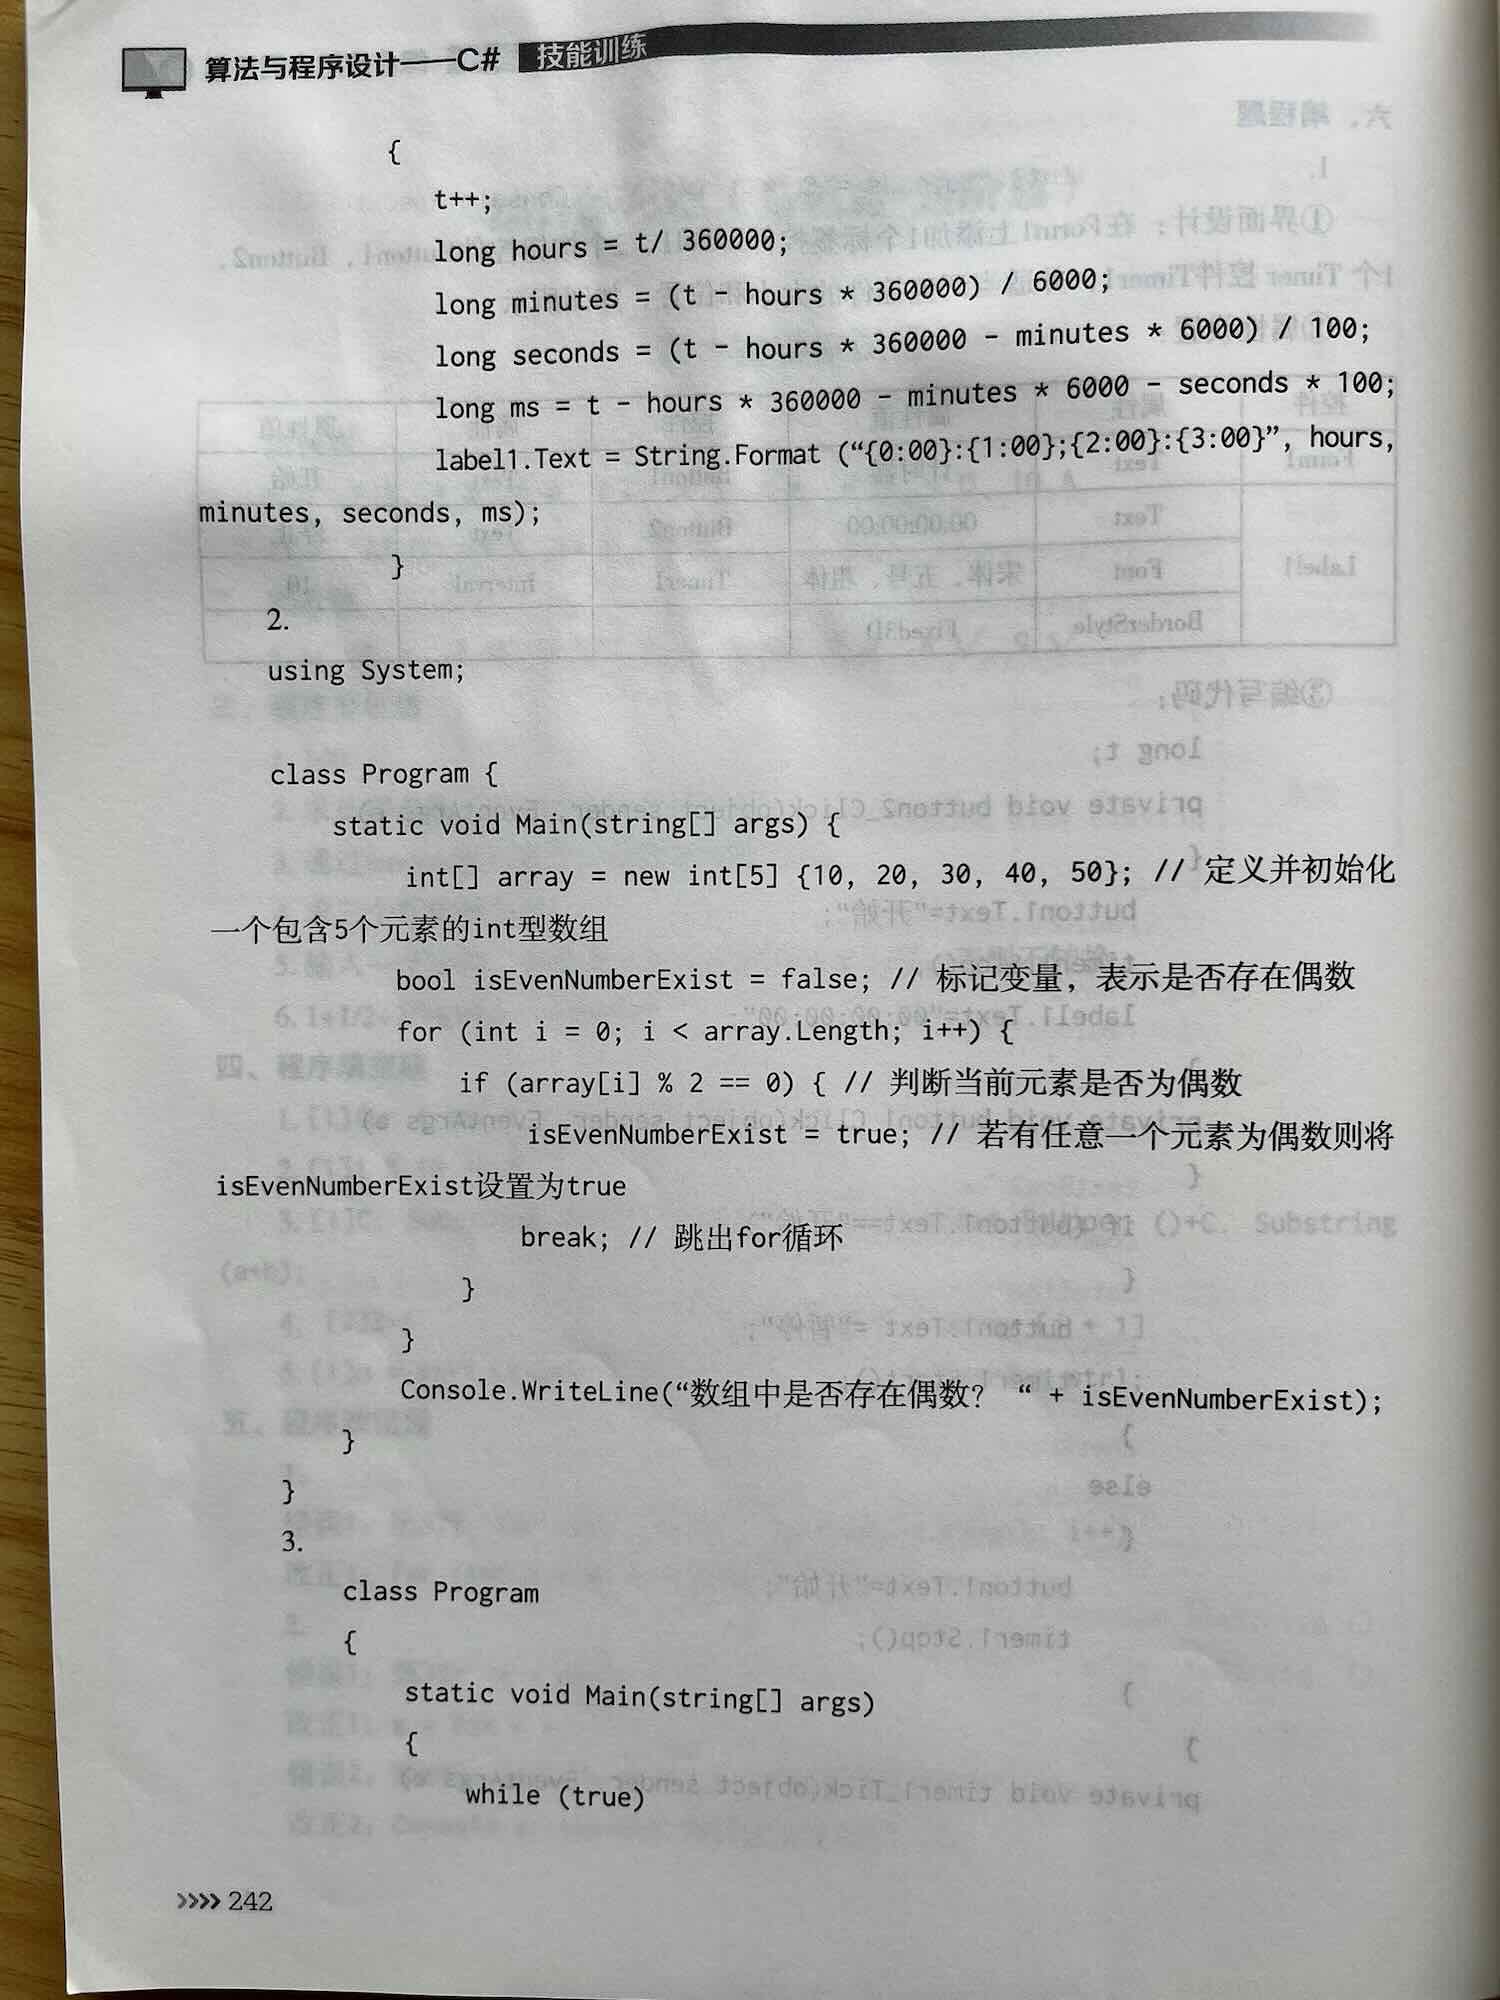 算法与程序设计——C# 技能训练
{
t++;
long hours = t/ 360000;
long minutes = (t - hours * 360000) / 6000;
long seconds = (t - hours * 360000 - minutes * 6000) / 100;
long ms = t - hours * 360000 - minutes * 6000 - seconds * 100;
label1.Text = String.Format (“{0:00}:{1:00};{2:00}:{3:00}”, hours,
minutes, seconds, ms);
}
2.
using System;
class Program {
static void Main(string[] args) {
int[] array = new int[5] {10, 20, 30, 40, 50}; // 定义并初始化
一个包含5个元素的int型数组
bool isEvenNumberExist = false; // 标记变量，表示是否存在偶数
for (int i = 0; i < array.Length; i++) {
if (array[i] % 2 == 0) { // 判断当前元素是否为偶数
isEvenNumberExist = true; // 若有任意一个元素为偶数则将
isEvenNumberExist设置为true
break; // 跳出for循环
}
}
Console.WriteLine(“数组中是否存在偶数？ “ + isEvenNumberExist);
}
}
3.
class Program
{
static void Main(string[] args)
{
while (true)
»»242